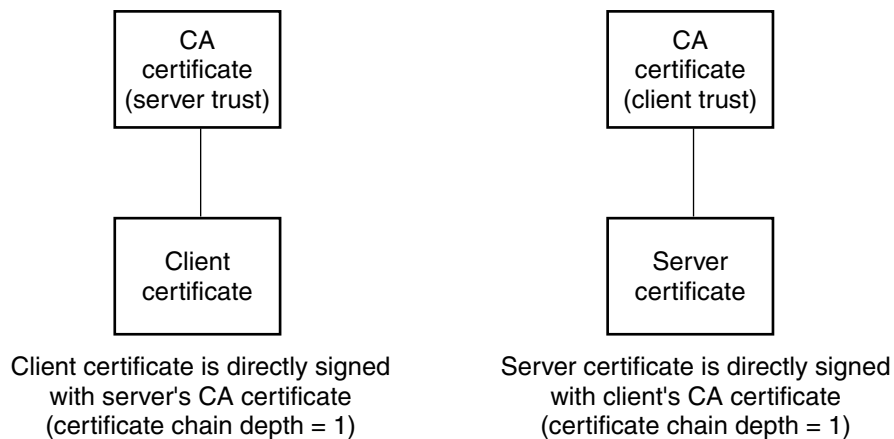 CA
certificate
(server trust)
CA
certificate
(client trust)
Client
certificate
Server
certificate
Client certificate is directly signed
with server's CA certificate
(certificate chain depth = 1)
Server certificate is directly signed
with client's CA certificate
(certificate chain depth = 1)